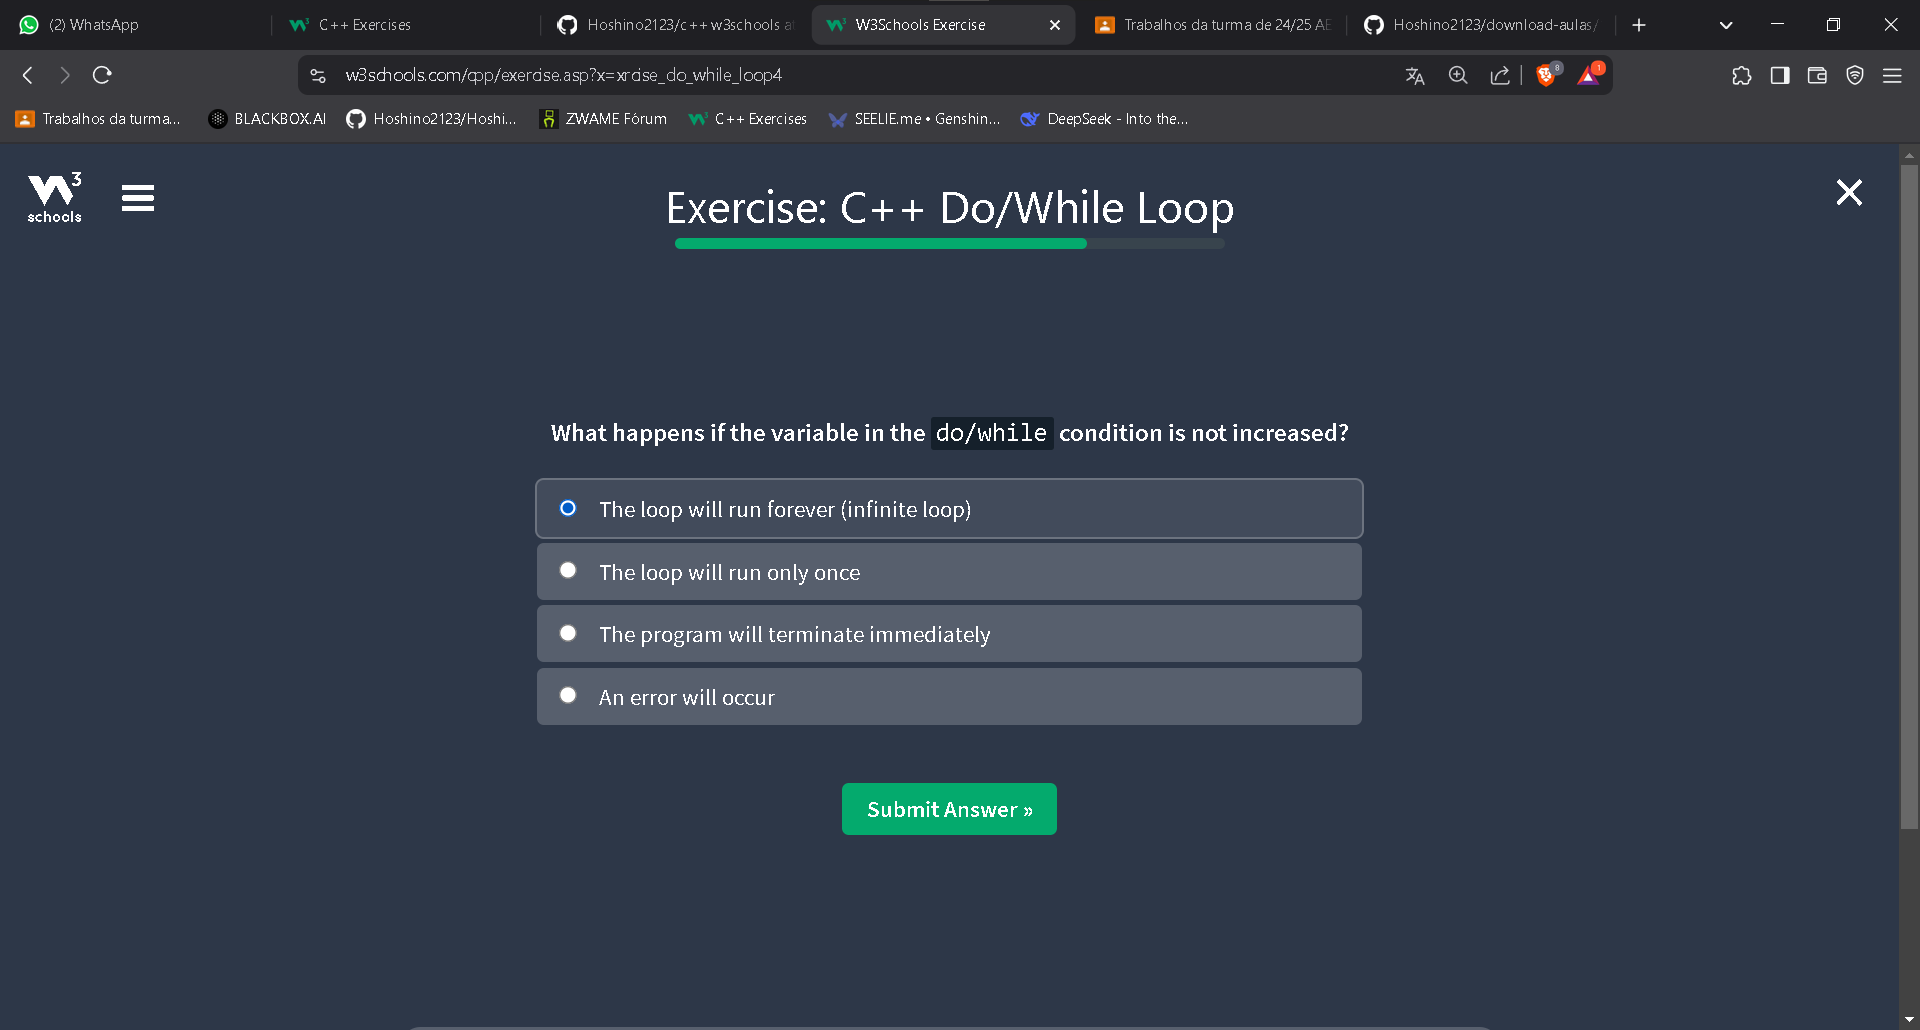 (2) WhatsApp
C++ Exercises
Hoshino2123/c++ w3schools a
W3Schools Exercise
Trabalhos da turma de 24/25 AE
Hoshino2123/download-aulas/
w3schools.com/cpp/exercise.asp?x=xrcise_do_while_loop4
8
1
Trabalhos da turma...
BLACKBOX.AI
Hoshino2123/Hoshi...
ZWAME Fórum
C++ Exercises
SEELIE.me • Genshin...
DeepSeek - Into the...
W3
schools
Exercise: C++ Do/While Loop
What happens if the variable in the do/while condition is not increased?
The loop will run forever (infinite loop)
The loop will run only once
The program will terminate immediately
An error will occur
Submit Answer »